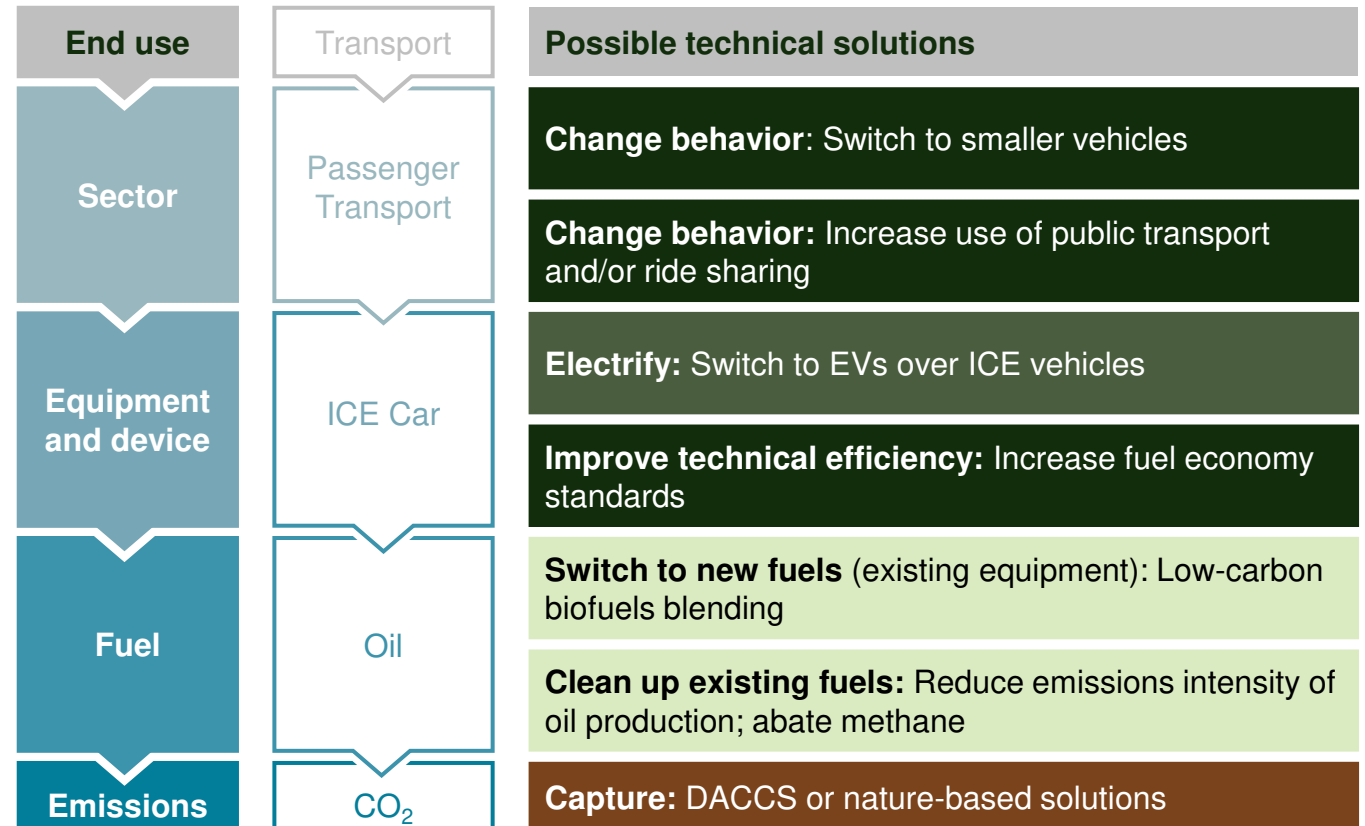 End use
Transport
Possible technical solutions
Sector
Passenger
Transport
Change behavior: Switch to smaller vehicles
Change behavior: Increase use of public transport
and/or ride sharing
Equipment
and device
ICE Car
Electrify: Switch to EVs over ICE vehicles
Improve technical efficiency: Increase fuel economy
standards
Fuel
Oil
Switch to new fuels (existing equipment): Low-carbon
biofuels blending
Clean up existing fuels: Reduce emissions intensity of
oil production; abate methane
Emissions
CO₂
Capture: DACCS or nature-based solutions